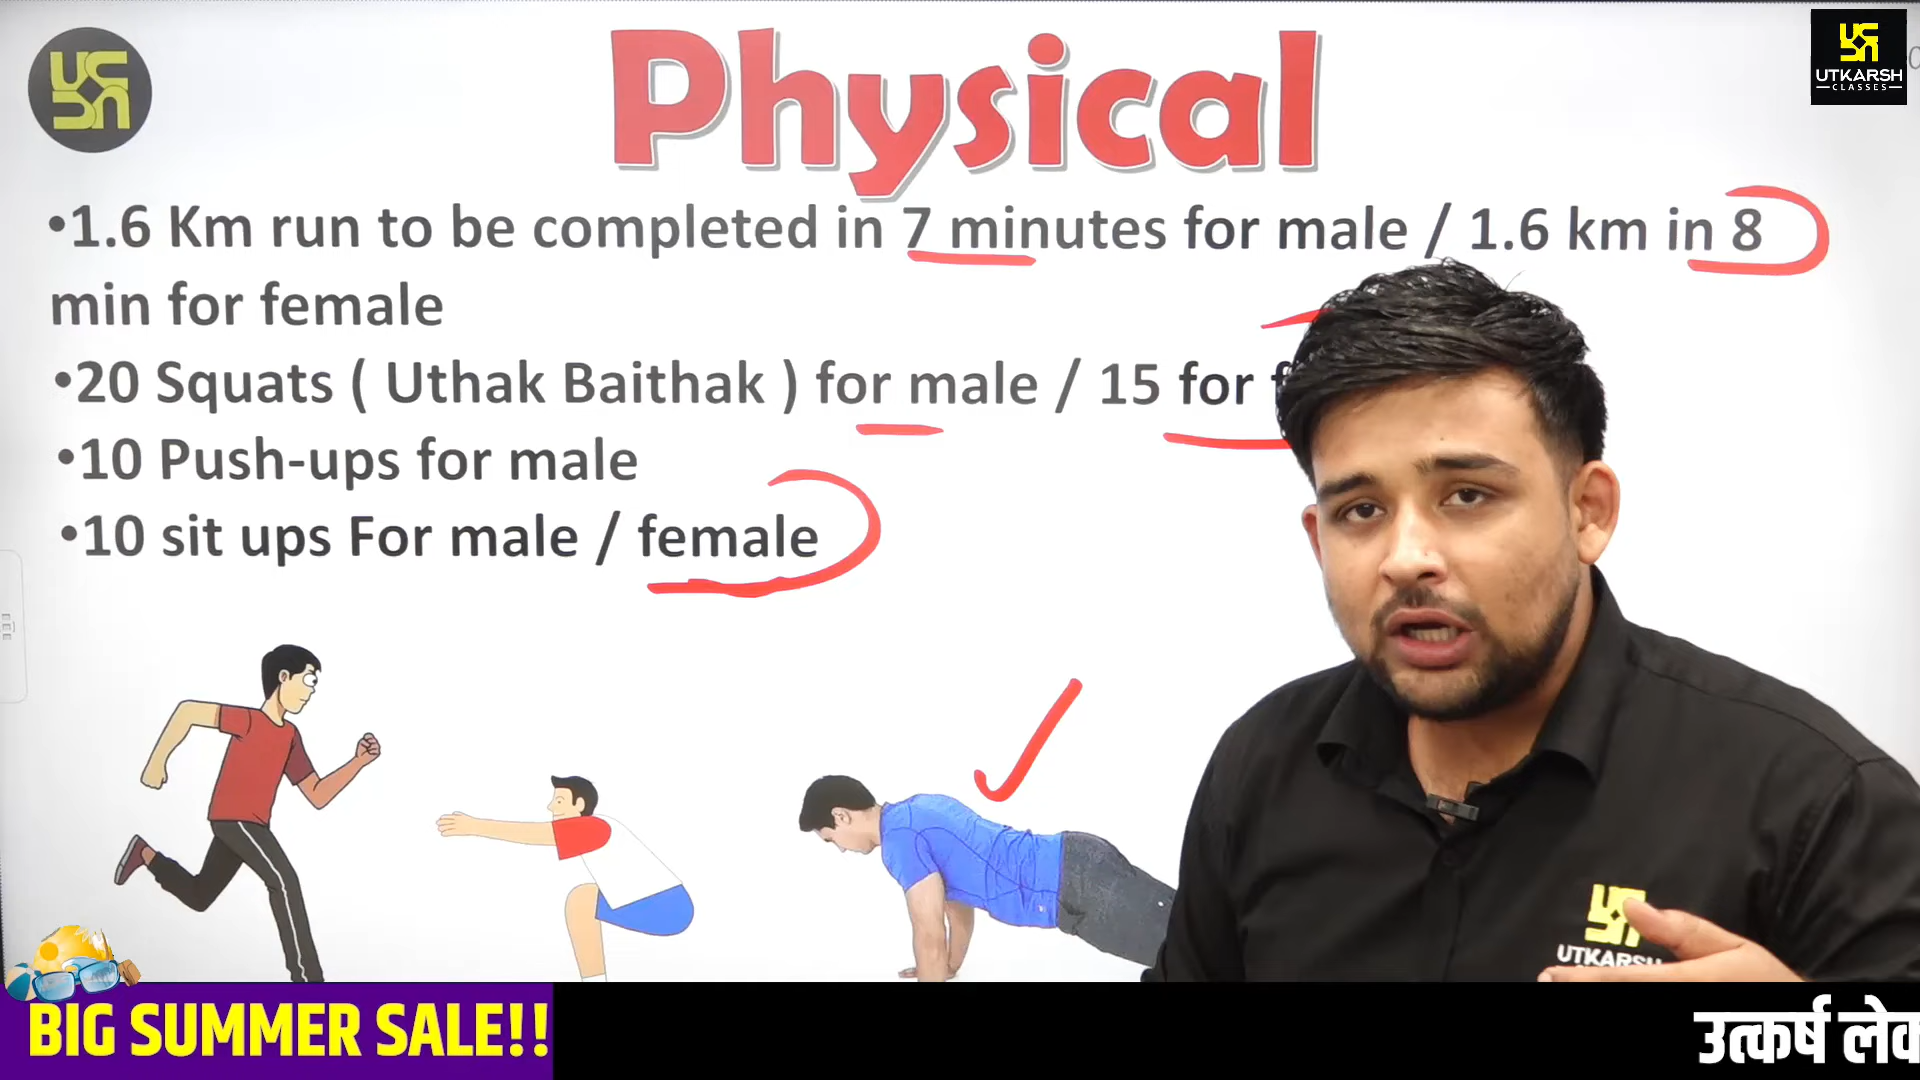 Physical
UTKARSH
CLASSES
•1.6 Km run to be completed in 7 minutes for male / 1.6 km in 8
min for female
•20 Squats ( Uthak Baithak ) for male / 15 for
•10 Push-ups for male
•10 sit ups For male / female
UTKARSH
BIG SUMMER SALE!!
उत्कर्ष